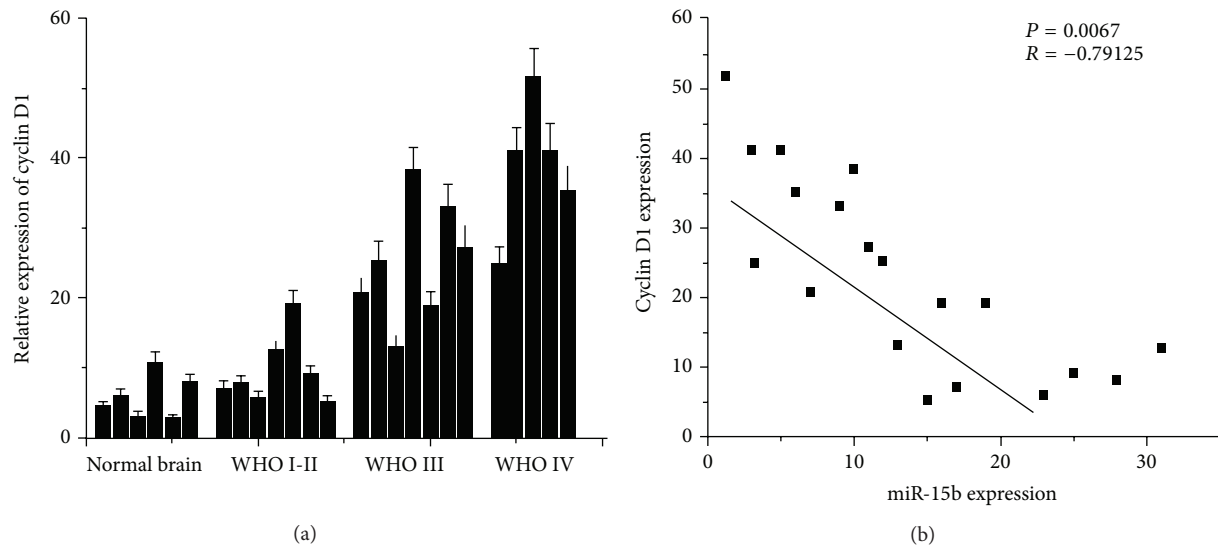 60
40
20
0
Relative expression of cyclin D1
Normal brain
WHO I-II
WHO III
WHO IV
(a)
P = 0.0067
R = −0.79125
60
50
40
30
20
10
0
Cyclin D1 expression
0
10
20
30
miR-15b expression
(b)